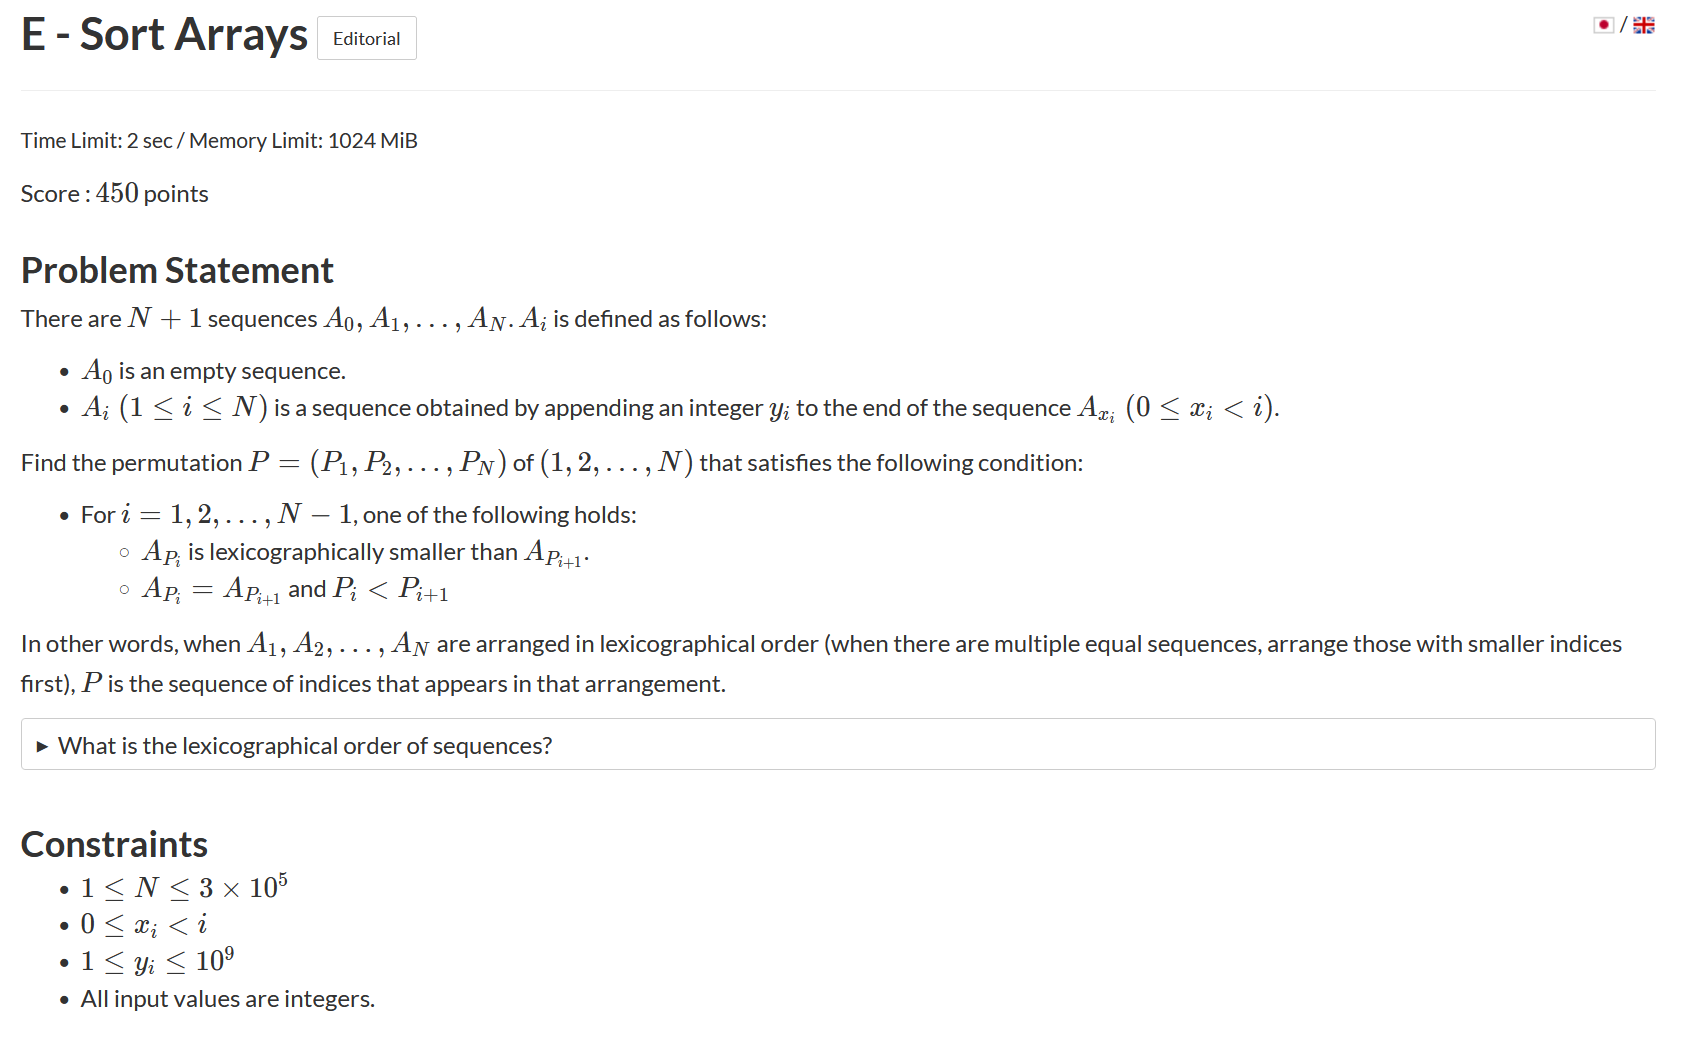 E - Sort Arrays Editorial
/
Time Limit: 2 sec / Memory Limit: 1024 MiB
Score : 450 points
Problem Statement
There are N + 1 sequences A_0, A_1, …, A_N. A_i is defined as follows:
• A_0 is an empty sequence.
• A_i (1 ≤ i ≤ N) is a sequence obtained by appending an integer y_i to the end of the sequence A_{x_i} (0 ≤ x_i < i).
Find the permutation P = (P_1, P_2, …, P_N) of (1, 2, …, N) that satisfies the following condition:
• For i = 1, 2, …, N − 1, one of the following holds:
○ A_{P_i} is lexicographically smaller than A_{P_{i+1}}.
○ A_{P_i} = A_{P_{i+1}} and P_i < P_{i+1}
In other words, when A_1, A_2, …, A_N are arranged in lexicographical order (when there are multiple equal sequences, arrange those with smaller indices
first), P is the sequence of indices that appears in that arrangement.
▶ What is the lexicographical order of sequences?
Constraints
• 1 ≤ N ≤ 3 × 10^5
• 0 ≤ x_i < i
• 1 ≤ y_i ≤ 10^9
• All input values are integers.